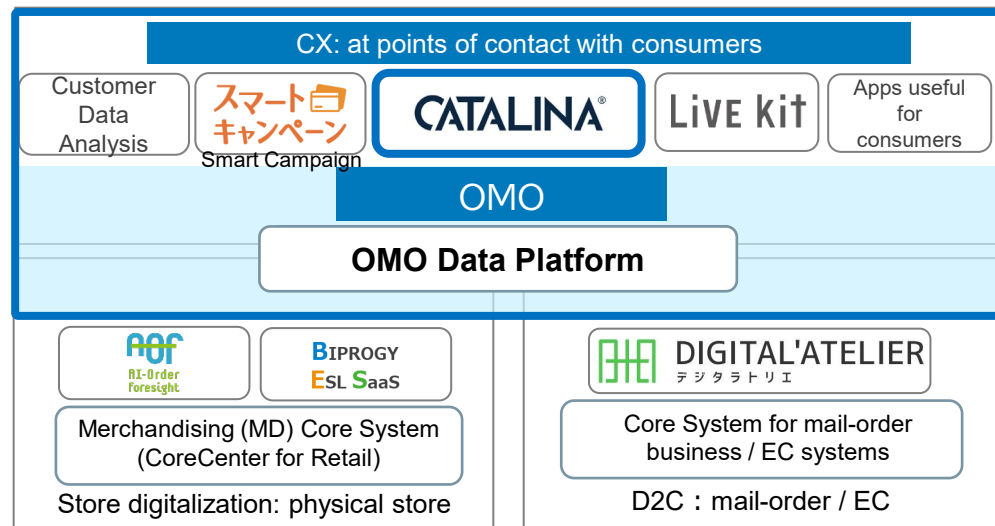 CX: at points of contact with consumers
Customer
Data
Analysis
スマート
キャンペーン
Smart Campaign
CATALINA®
LiVE kit
Apps useful
for
consumers
OMO
OMO Data Platform
AOF
AI-Order
Foresight
BIPROGY
ESL SaaS
Merchandising (MD) Core System
(CoreCenter for Retail)
Store digitalization: physical store
DIGITAL'ATELIER
デジタラトリエ
Core System for mail-order
business / EC systems
D2C：mail-order / EC